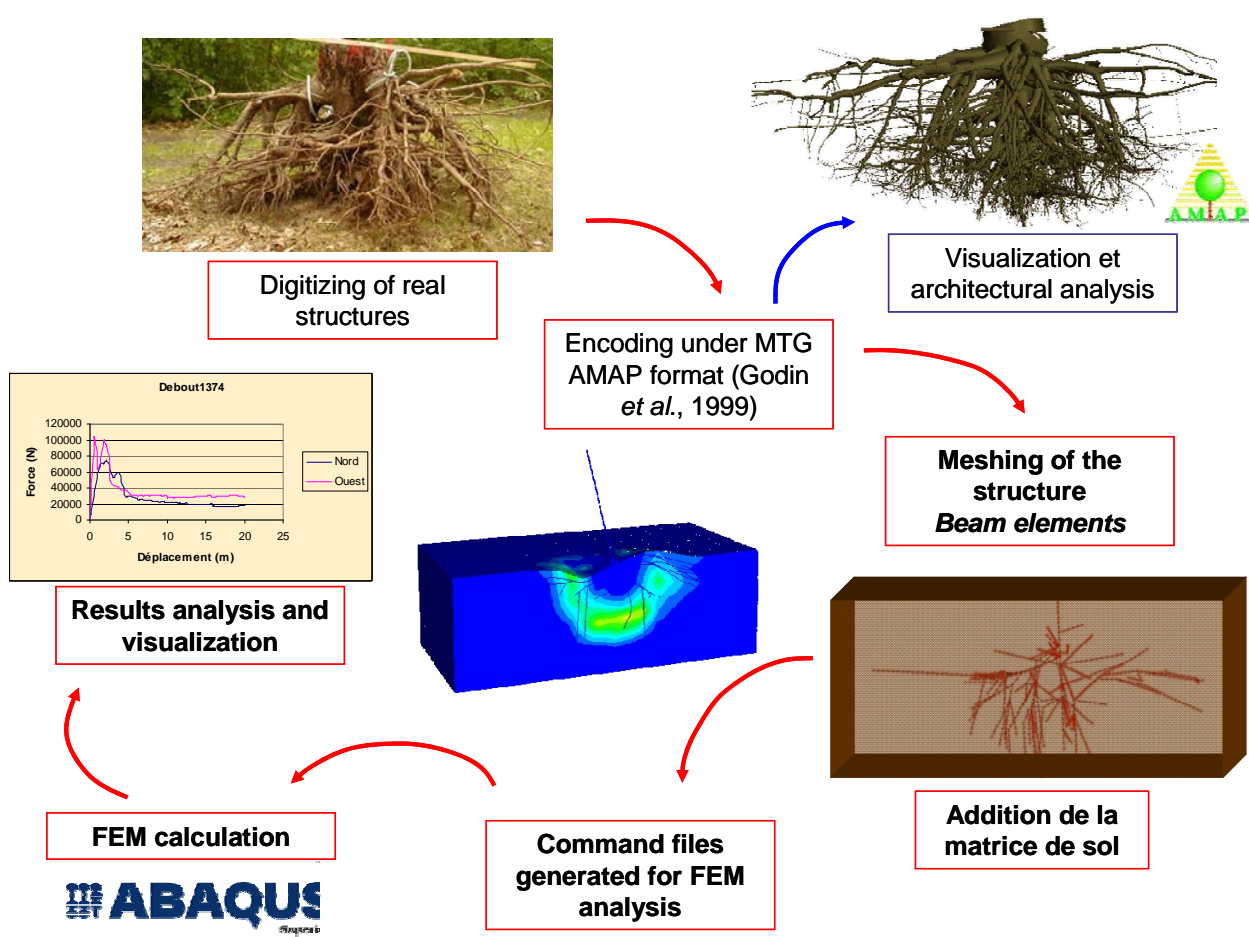 AMAP
Digitizing of real
structures
Visualization et
architectural analysis
Encoding under MTG
AMAP format (Godin
et al., 1999)
Debout1374
120000
100000
80000
60000
40000
20000
0
Force (N)
0 5 10 15 20 25
Déplacement (m)
Nord
Ouest
Meshing of the
structure
Beam elements
Results analysis and
visualization
Addition de la
matrice de sol
FEM calculation
Command files
generated for FEM
analysis
ABAQUS